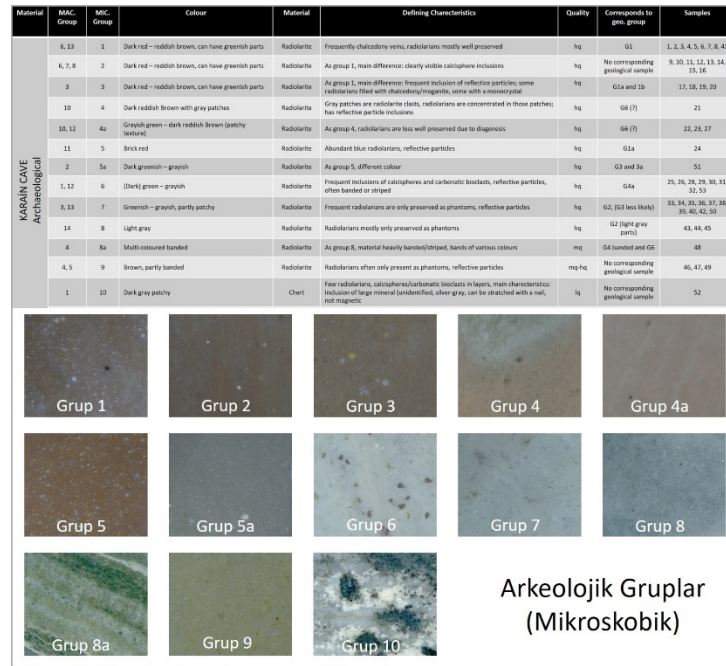 Material MAC. Group MIC. Group Colour Material Defining Characteristics Quality Corresponds to geo. group Samples
KARAİN CAVE
Archaeological
6, 13 1 Dark red – reddish brown, can have greenish parts Radiolarite Frequently chalcedony veins, radiolarians mostly well preserved hq G1 1, 2, 3, 4, 5, 6, 7, 8, 41
6, 7, 8 2 Dark red – reddish brown, can have greenish parts Radiolarite As group 1, main difference: clearly visible calcisphere inclusions hq No corresponding geological sample 9, 10, 11, 12, 13, 14, 15, 16
3 3 Dark red – reddish brown, can have greenish parts Radiolarite As group 1, main difference: frequent inclusion of reflective particles; some radiolarians filled with chalcedony/moganite, some with a monocrystal hq G1a and 1b 17, 18, 19, 20
10 4 Dark reddish Brown with gray patches Radiolarite Gray patches are radiolarite clasts, radiolarians are concentrated in those patches; has reflective particle inclusions hq G6 (?) 21
10, 12 4a Grayish green – dark reddish Brown (patchy texture) Radiolarite As group 4, radiolarians are less well preserved due to diagenesis hq G6 (?) 22, 23, 27
11 5 Brick red Radiolarite Abundant blue radiolarians, reflective particles hq G1a 24
2 5a Dark greenish – grayish Radiolarite As group 5, different colour hq G3 and 3a 51
1, 12 6 (Dark) green – grayish Radiolarite Frequent inclusions of calcispheres and carbonatic bioclasts, reflective particles, often banded or striped hq G4a 25, 26, 28, 29, 30, 31, 32, 53
3, 13 7 Greenish – grayish, partly patchy Radiolarite Frequent radiolarians are only preserved as phantoms, reflective particles hq G2, (G3 less likely) 33, 34, 35, 36, 37, 38, 39, 40, 42, 50
14 8 Light gray Radiolarite Radiolarians mostly only preserved as phantoms hq G2 (light gray parts) 43, 44, 45
4 8a Multi-coloured banded Radiolarite As group 8, material heavily banded/striped, bands of various colours mq G4 banded and G6 48
4, 5 9 Brown, partly banded Radiolarite Radiolarians often only present as phantoms, reflective particles mq-hq No corresponding geological sample 46, 47, 49
1 10 Dark gray patchy Chert Few radiolarians, calcispheres/carbonatic bioclasts in layers, main characteristics: Inclusion of large mineral (unidentified, silver-gray, can be stratched with a nail, not magnetic lq No corresponding geological sample 52
Grup 1 Grup 2 Grup 3 Grup 4 Grup 4a
Grup 5 Grup 5a Grup 6 Grup 7 Grup 8
Grup 8a Grup 9 Grup 10
Arkeolojik Gruplar
(Mikroskobik)